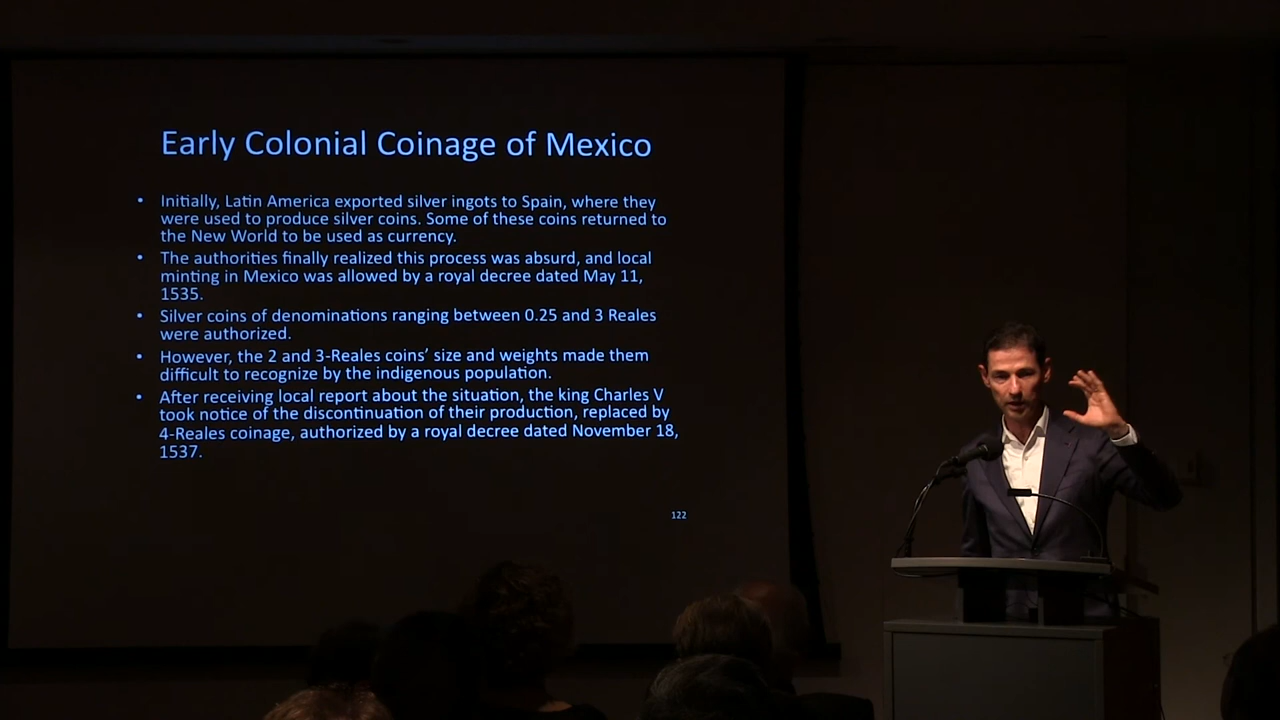 Early Colonial Coinage of Mexico
• Initially, Latin America exported silver ingots to Spain, where they
were used to produce silver coins. Some of these coins returned to
the New World to be used as currency.
• The authorities finally realized this process was absurd, and local
minting in Mexico was allowed by a royal decree dated May 11,
1535.
• Silver coins of denominations ranging between 0.25 and 3 Reales
were authorized.
• However, the 2 and 3-Reales coins’ size and weights made them
difficult to recognize by the indigenous population.
• After receiving local report about the situation, the king Charles V
took notice of the discontinuation of their production, replaced by
4-Reales coinage, authorized by a royal decree dated November 18,
1537.
122